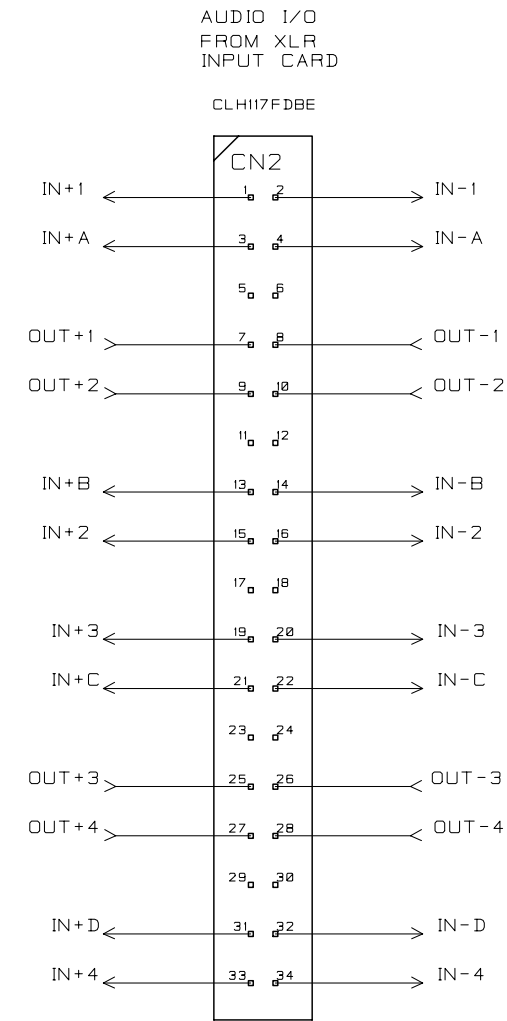 AUDIO I/O
FROM XLR
INPUT CARD
CLH117FDBE
CN2
IN+1 1 2 IN-1
IN+A 3 4 IN-A
5 6
OUT+1 7 8 OUT-1
OUT+2 9 10 OUT-2
11 12
IN+B 13 14 IN-B
IN+2 15 16 IN-2
17 18
IN+3 19 20 IN-3
IN+C 21 22 IN-C
23 24
OUT+3 25 26 OUT-3
OUT+4 27 28 OUT-4
29 30
IN+D 31 32 IN-D
IN+4 33 34 IN-4